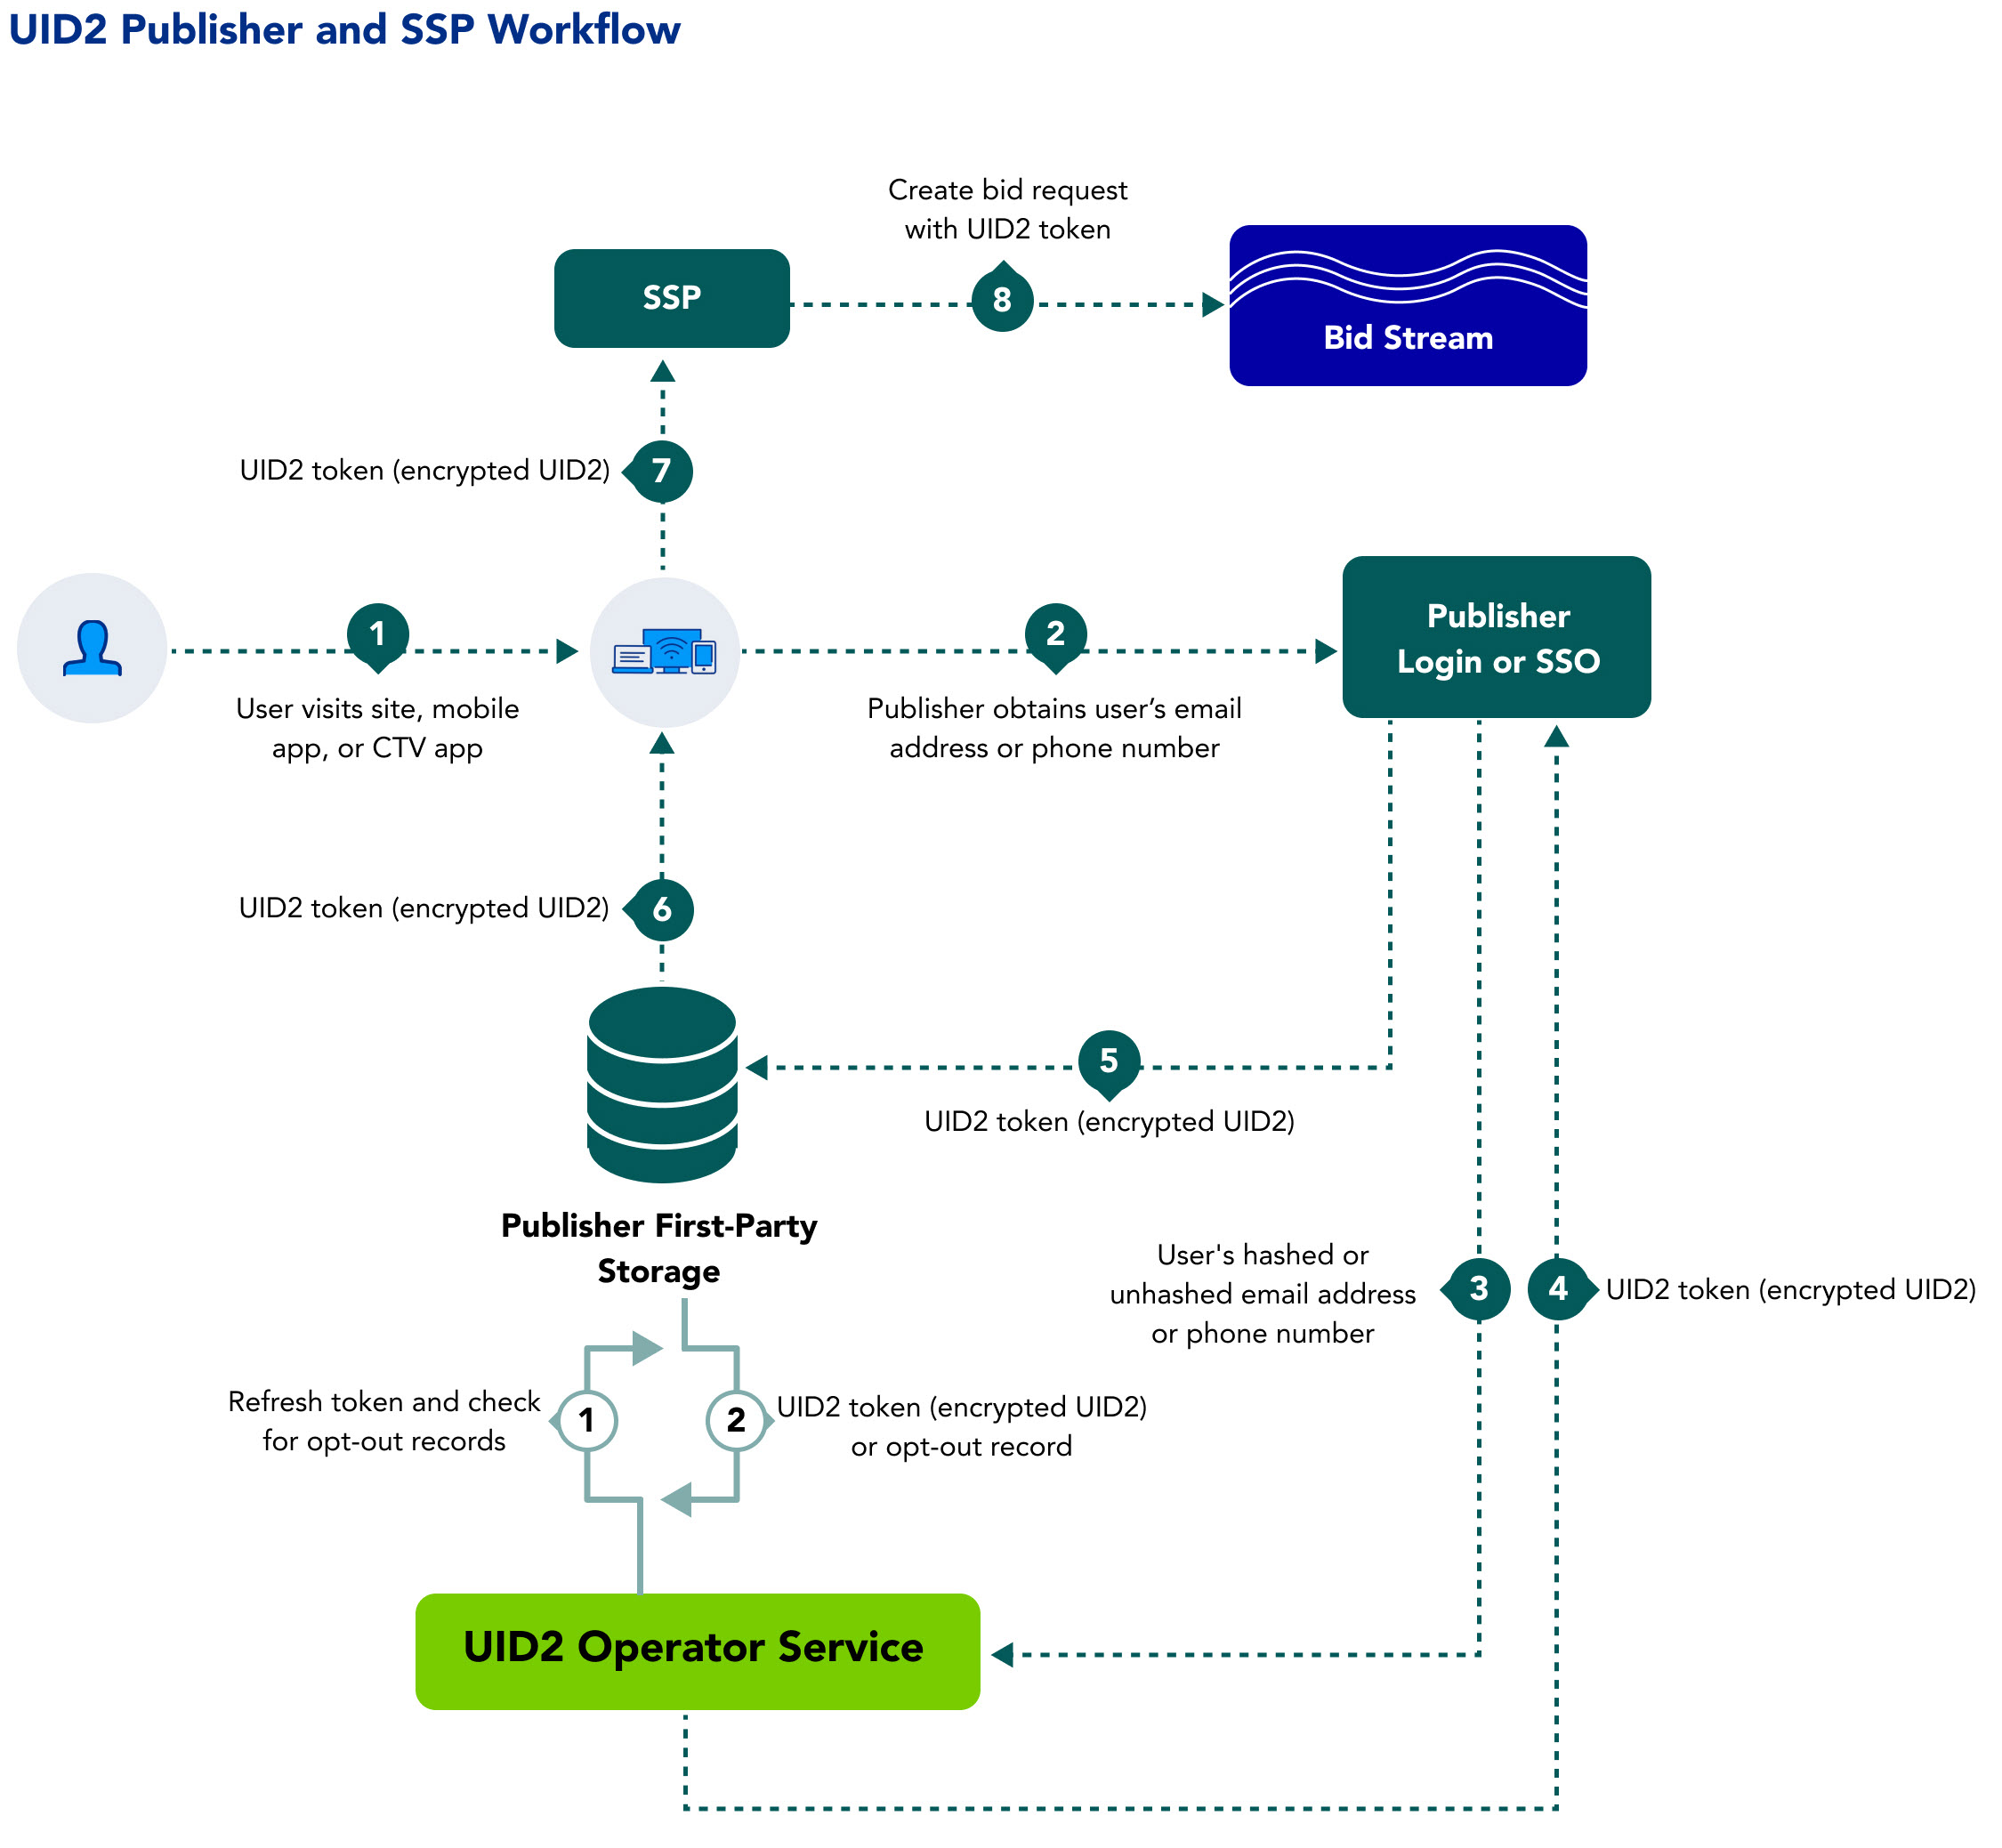 UID2 Publisher and SSP Workflow
Create bid request
with UID2 token
SSP
8
Bid Stream
UID2 token (encrypted UID2)
7
1
User visits site, mobile
app, or CTV app
2
Publisher obtains user’s email
address or phone number
Publisher
Login or SSO
UID2 token (encrypted UID2)
6
5
UID2 token (encrypted UID2)
Publisher First-Party
Storage
User's hashed or
unhashed email address
or phone number
3
4
UID2 token (encrypted UID2)
Refresh token and check
for opt-out records
1
2
UID2 token (encrypted UID2)
or opt-out record
UID2 Operator Service